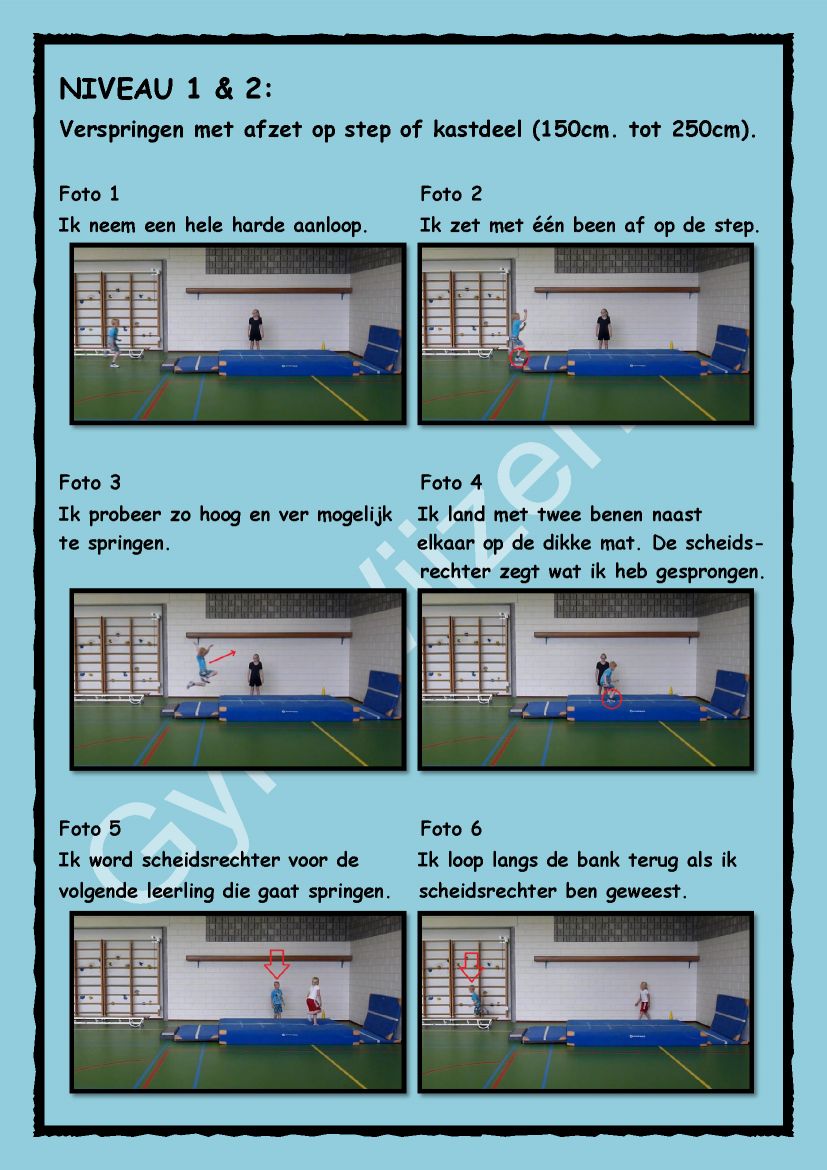 NIVEAU 1 & 2:
Verspringen met afzet op step of kastdeel (150cm. tot 250cm).
Foto 1
Ik neem een hele harde aanloop.
Foto 2
Ik zet met één been af op de step.
Foto 3
Ik probeer zo hoog en ver mogelijk
te springen.
Foto 4
Ik land met twee benen naast
elkaar op de dikke mat. De scheids-
rechter zegt wat ik heb gesprongen.
Foto 5
Ik word scheidsrechter voor de
volgende leerling die gaat springen.
Foto 6
Ik loop langs de bank terug als ik
scheidsrechter ben geweest.